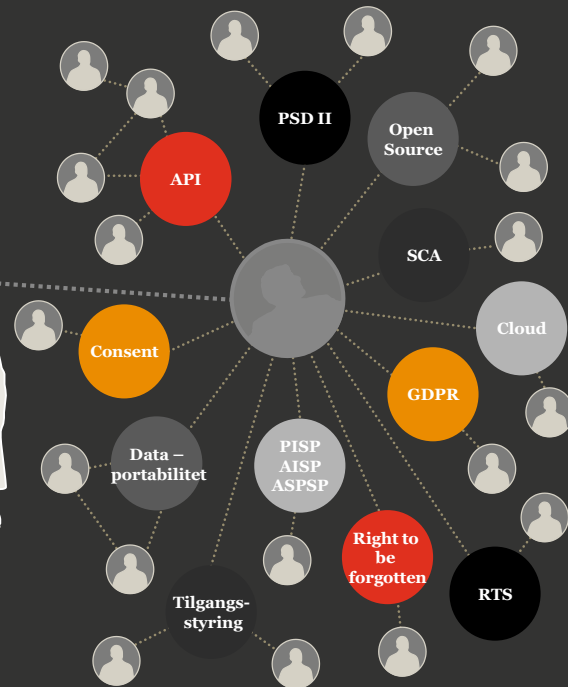 PSD II
Open
Source
API
SCA
Cloud
Consent
GDPR
Data –
portabilitet
PISP
AISP
ASPSP
Right to
be
forgotten
RTS
Tilgangs-
styring